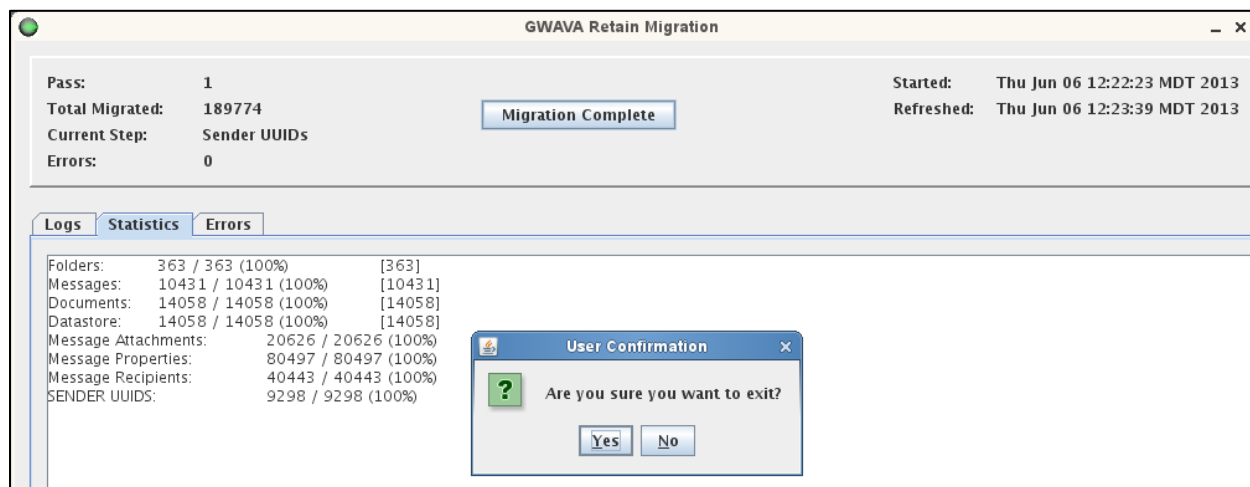 GWAVA Retain Migration
Pass: 1
Total Migrated: 189774
Current Step: Sender UUIDs
Errors: 0
Migration Complete
Started: Thu Jun 06 12:22:23 MDT 2013
Refreshed: Thu Jun 06 12:23:39 MDT 2013
Logs Statistics Errors
Folders: 363 / 363 (100%) [363]
Messages: 10431 / 10431 (100%) [10431]
Documents: 14058 / 14058 (100%) [14058]
Datastore: 14058 / 14058 (100%) [14058]
Message Attachments: 20626 / 20626 (100%)
Message Properties: 80497 / 80497 (100%)
Message Recipients: 40443 / 40443 (100%)
SENDER UUIDS: 9298 / 9298 (100%)
User Confirmation
Are you sure you want to exit?
Yes No